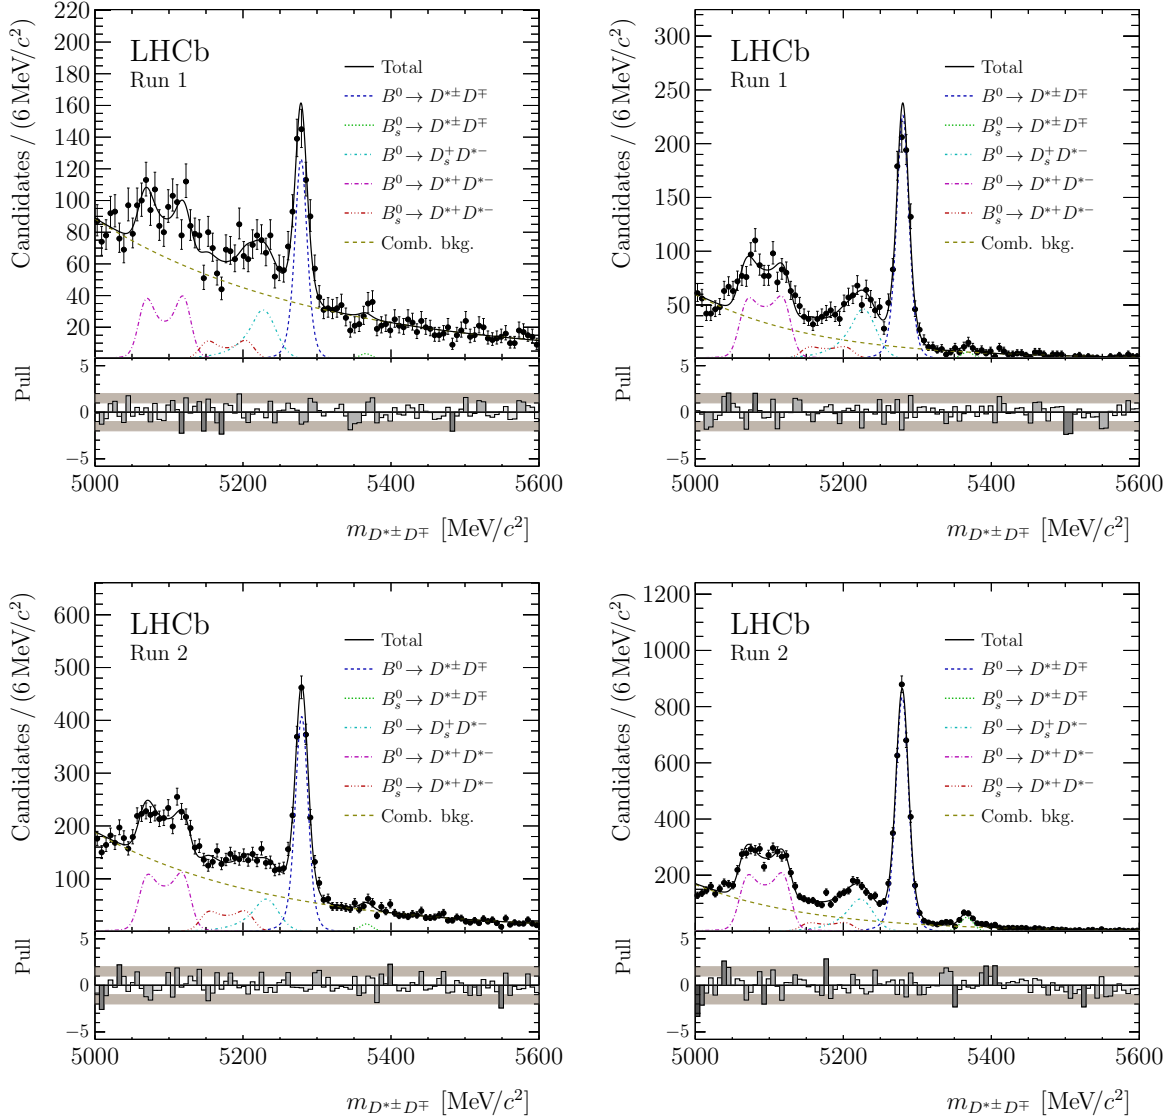 220
200
180
160
140
120
100
80
60
40
20
Candidates / (6 MeV/c²)
LHCb
Run 1
Total
B⁰ → D*±D∓
B⁰ₛ → D*±D∓
B⁰ → D⁺ₛD*⁻
B⁰ → D*⁺D*⁻
B⁰ₛ → D*⁺D*⁻
Comb. bkg.
Pull
5
0
−5
5000 5200 5400 5600
m_{D*±D∓} [MeV/c²]
300
250
200
150
100
50
Candidates / (6 MeV/c²)
LHCb
Run 1
Total
B⁰ → D*±D∓
B⁰ₛ → D*±D∓
B⁰ → D⁺ₛD*⁻
B⁰ → D*⁺D*⁻
B⁰ₛ → D*⁺D*⁻
Comb. bkg.
Pull
5
0
−5
5000 5200 5400 5600
m_{D*±D∓} [MeV/c²]
600
500
400
300
200
100
Candidates / (6 MeV/c²)
LHCb
Run 2
Total
B⁰ → D*±D∓
B⁰ₛ → D*±D∓
B⁰ → D⁺ₛD*⁻
B⁰ → D*⁺D*⁻
B⁰ₛ → D*⁺D*⁻
Comb. bkg.
Pull
5
0
−5
5000 5200 5400 5600
m_{D*±D∓} [MeV/c²]
1200
1000
800
600
400
200
Candidates / (6 MeV/c²)
LHCb
Run 2
Total
B⁰ → D*±D∓
B⁰ₛ → D*±D∓
B⁰ → D⁺ₛD*⁻
B⁰ → D*⁺D*⁻
B⁰ₛ → D*⁺D*⁻
Comb. bkg.
Pull
5
0
−5
5000 5200 5400 5600
m_{D*±D∓} [MeV/c²]